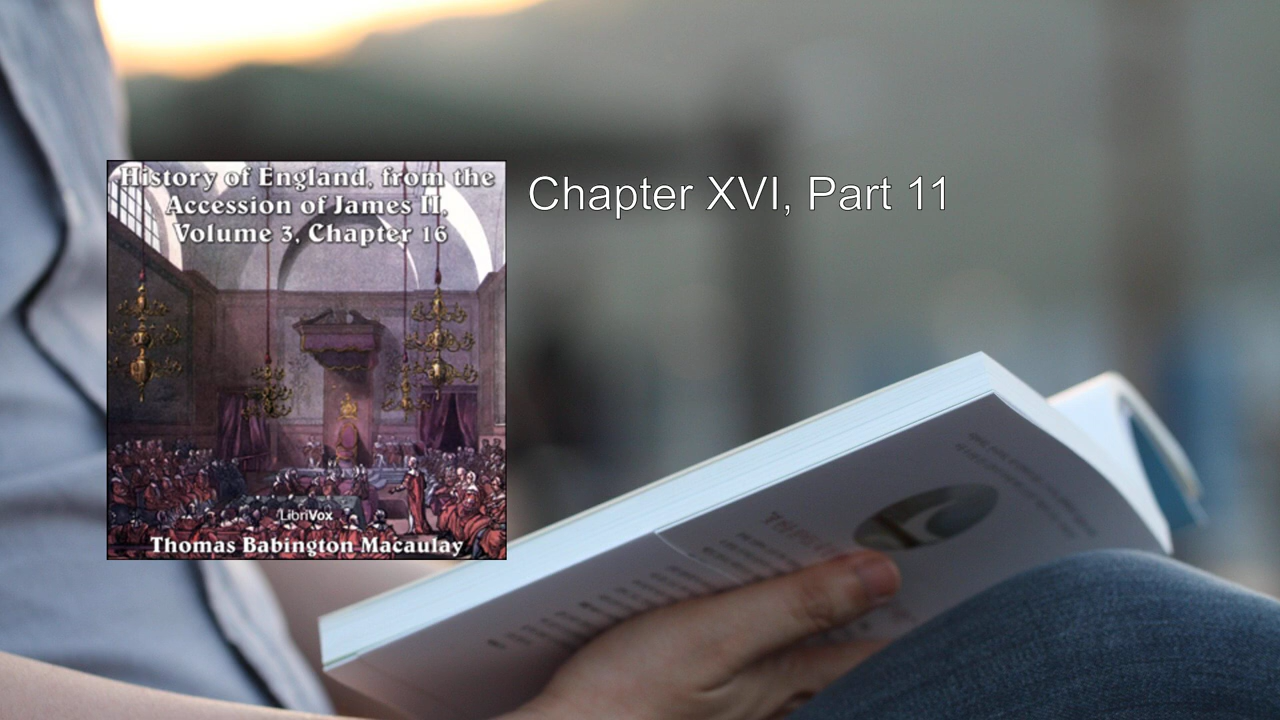 History of England, from the
Accession of James II,
Volume 3, Chapter 16
LibriVox
Thomas Babington Macaulay
Chapter XVI, Part 11